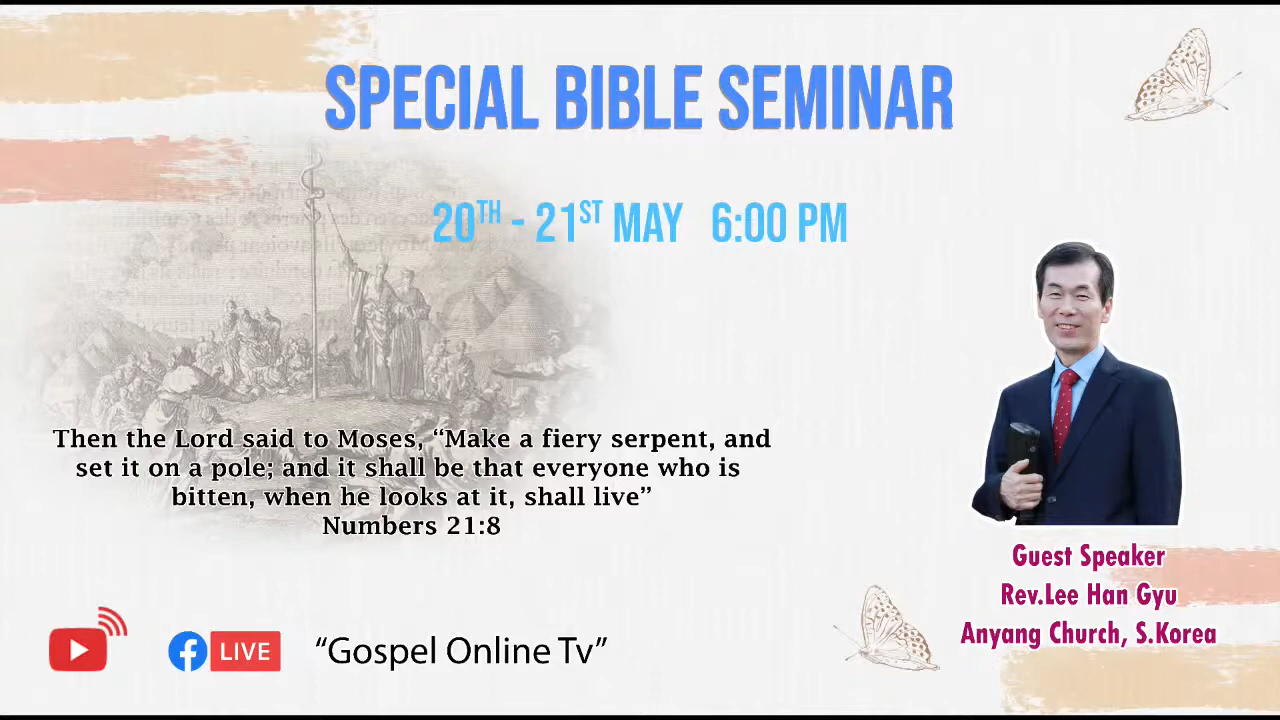 SPECIAL BIBLE SEMINAR
20TH - 21ST MAY 6:00 PM
Then the Lord said to Moses, “Make a fiery serpent, and
set it on a pole; and it shall be that everyone who is
bitten, when he looks at it, shall live”
Numbers 21:8
Guest Speaker
Rev.Lee Han Gyu
Anyang Church, S.Korea
LIVE “Gospel Online Tv”